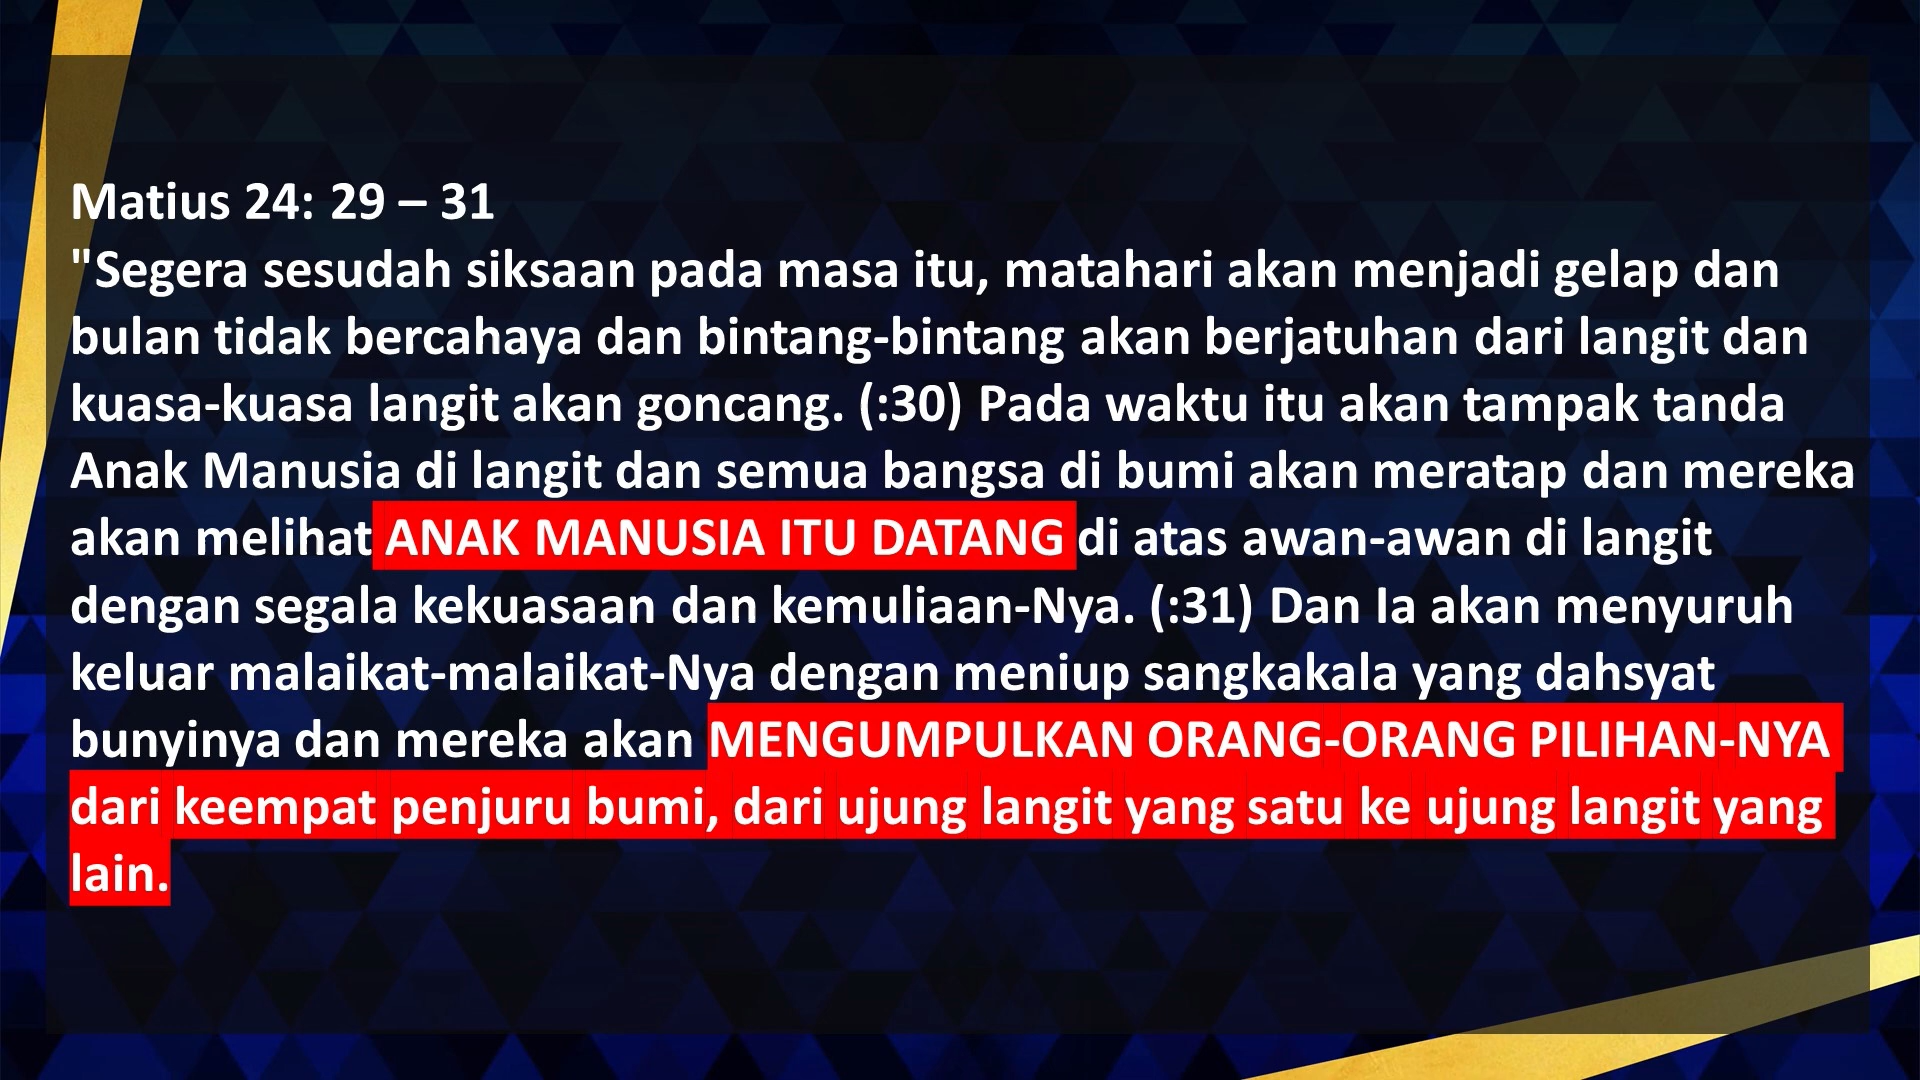 Matius 24: 29 – 31
"Segera sesudah siksaan pada masa itu, matahari akan menjadi gelap dan
bulan tidak bercahaya dan bintang-bintang akan berjatuhan dari langit dan
kuasa-kuasa langit akan goncang. (:30) Pada waktu itu akan tampak tanda
Anak Manusia di langit dan semua bangsa di bumi akan meratap dan mereka
akan melihat ANAK MANUSIA ITU DATANG di atas awan-awan di langit
dengan segala kekuasaan dan kemuliaan-Nya. (:31) Dan Ia akan menyuruh
keluar malaikat-malaikat-Nya dengan meniup sangkakala yang dahsyat
bunyinya dan mereka akan MENGUMPULKAN ORANG-ORANG PILIHAN-NYA
dari keempat penjuru bumi, dari ujung langit yang satu ke ujung langit yang
lain.